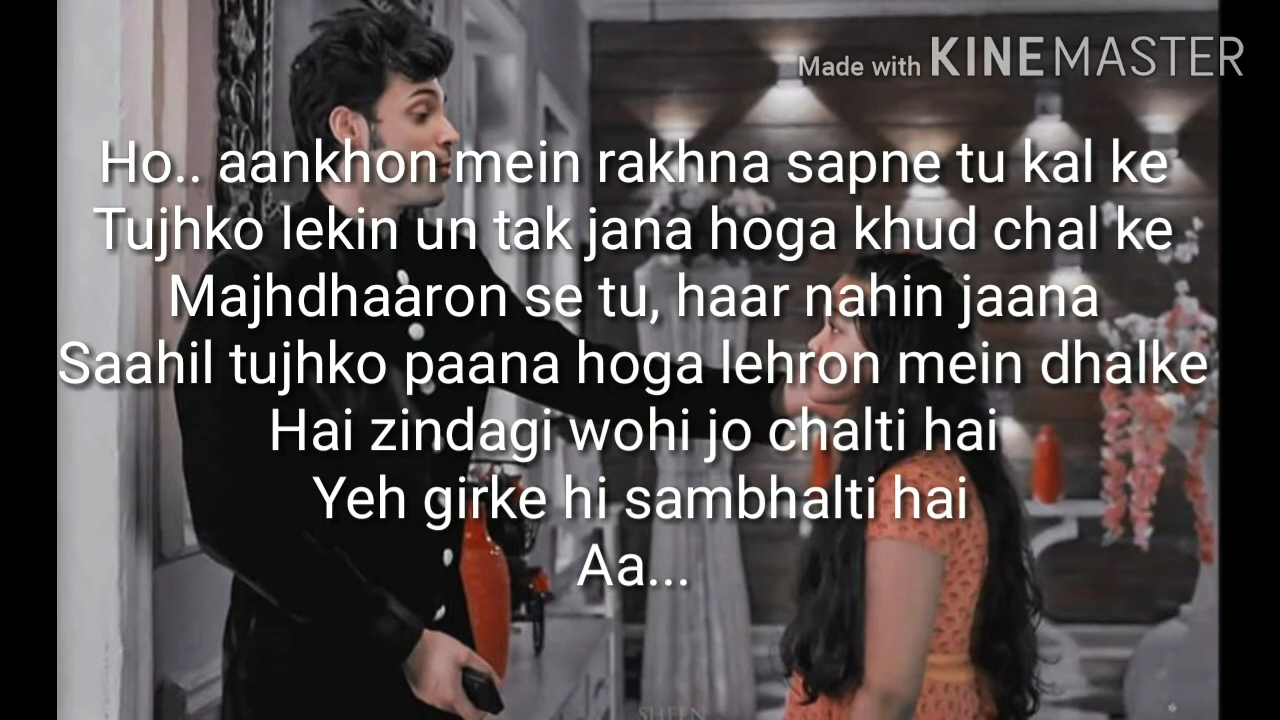 Made with KINEMASTER
Ho.. aankhon mein rakhna sapne tu kal ke
Tujhko lekin un tak jana hoga khud chal ke
Majhdhaaron se tu, haar nahin jaana
Saahil tujhko paana hoga lehron mein dhalke
Hai zindagi wohi jo chalti hai
Yeh girke hi sambhalti hai
Aa...
SHEEN